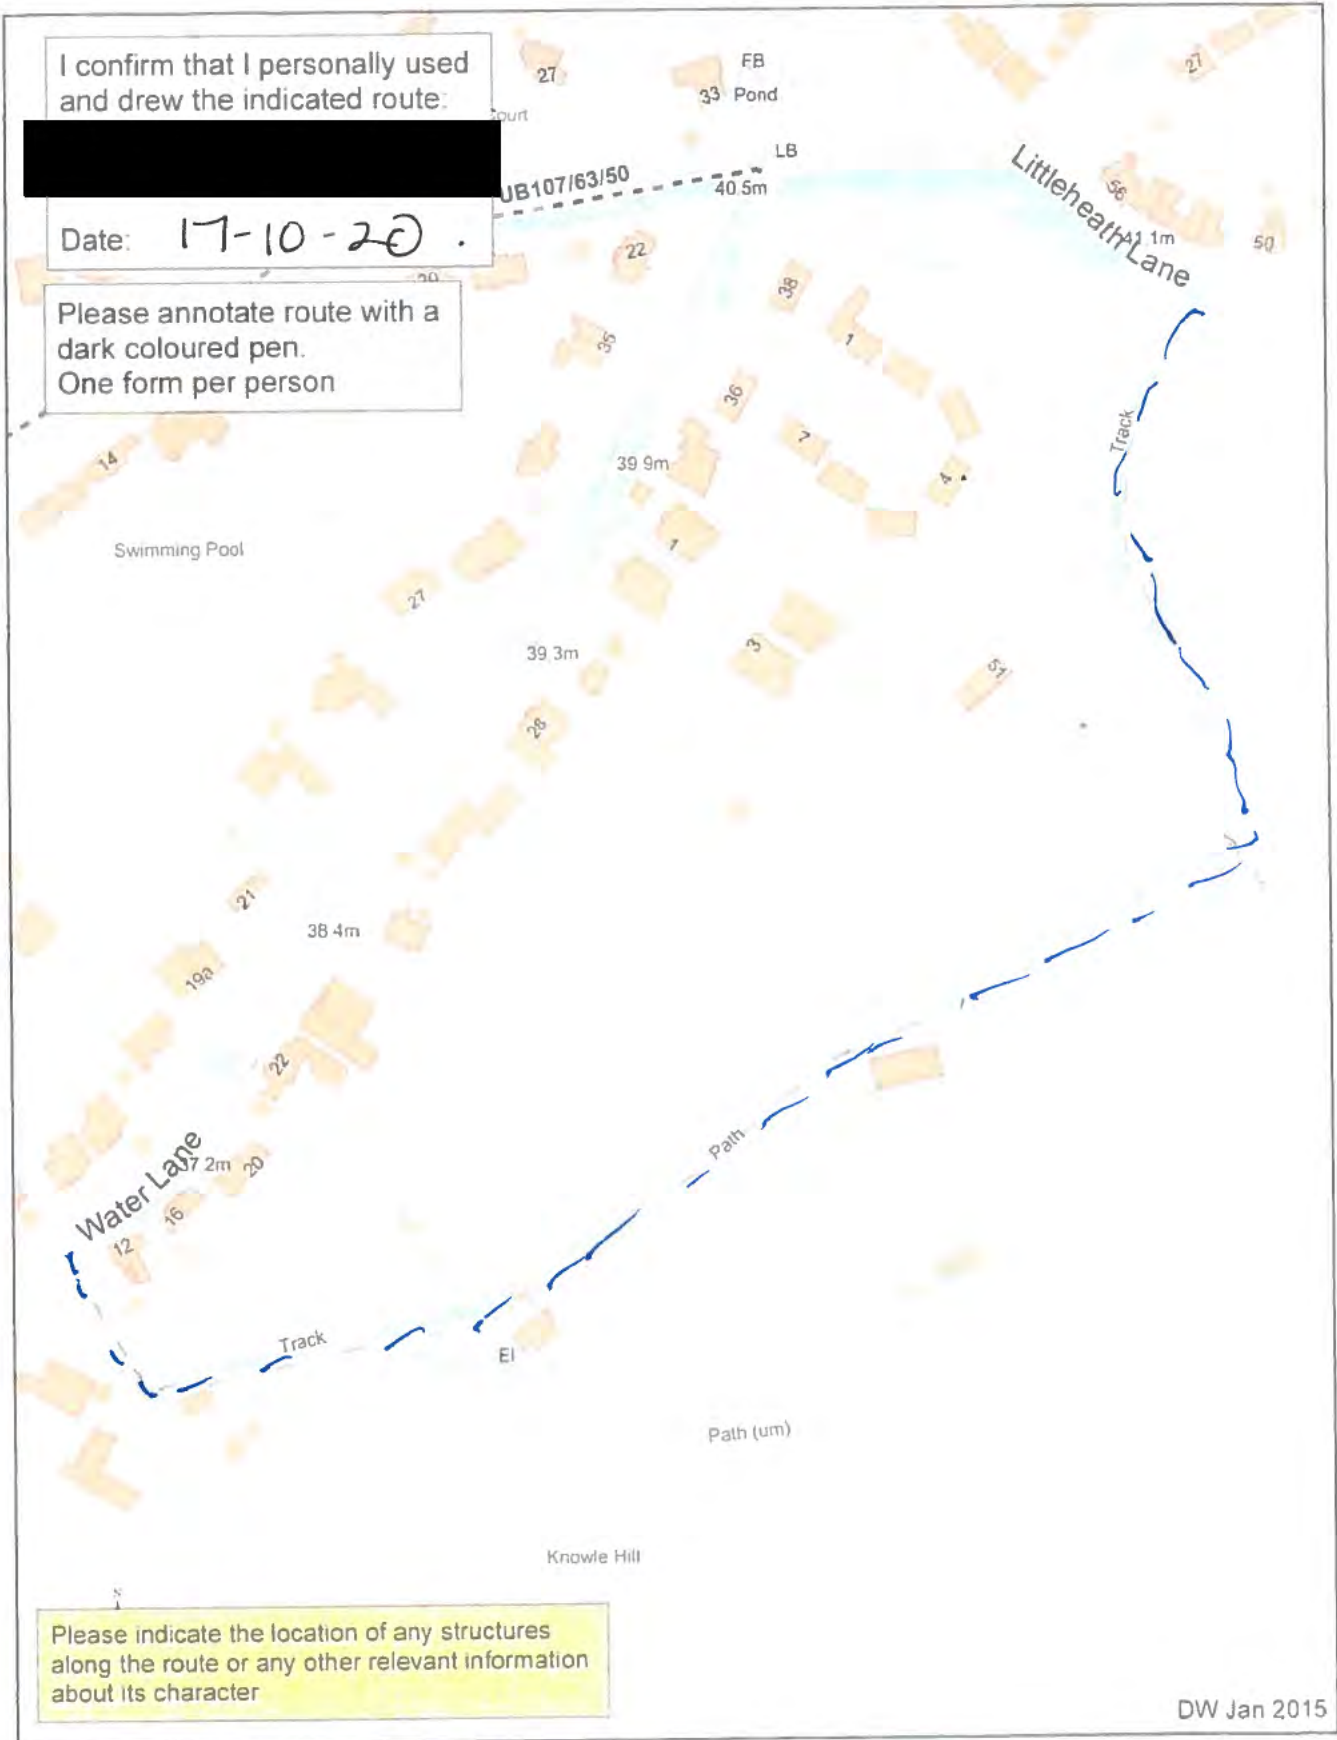 I confirm that I personally used
and drew the indicated route:
Date: 17-10-20.
Please annotate route with a
dark coloured pen.
One form per person
27
FB
33 Pond
27
LB
UB107/63/50
40.5m
Littleheath Lane
56
41.1m
50
22
38
35
1
36
Track
7
14
39.9m
4
Swimming Pool
1
27
39.3m
3
51
28
21
38.4m
19a
22
Path
Water Lane
37.2m
20
16
12
Track
El
Path (um)
Knowle Hill
N
Please indicate the location of any structures
along the route or any other relevant information
about its character
DW Jan 2015